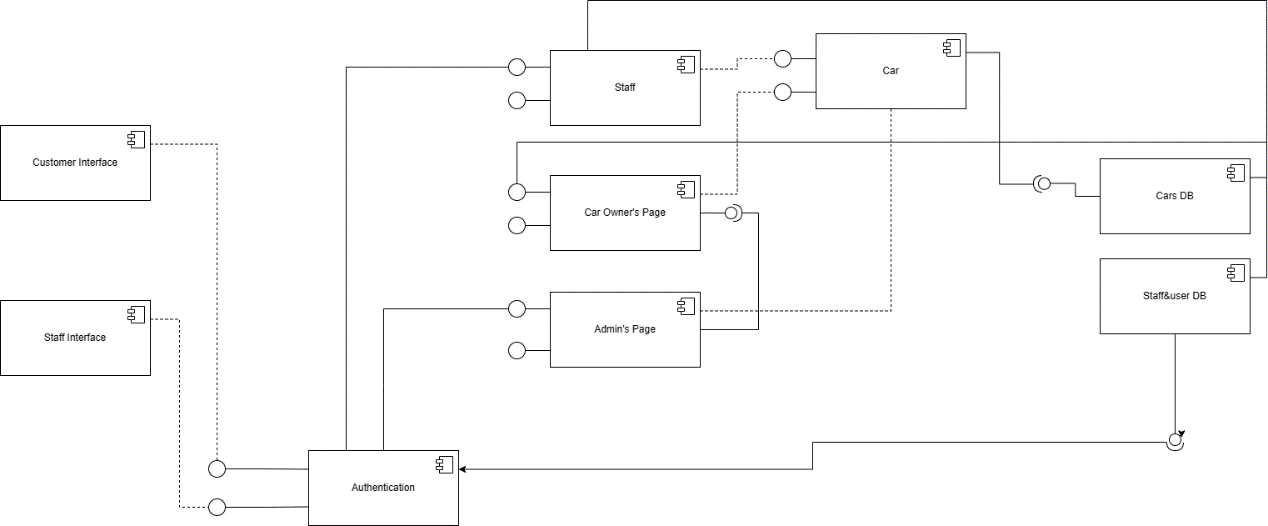 Staff
Car
Customer Interface
Cars DB
Car Owner's Page
Staff&user DB
Staff Interface
Admin's Page
Authentication